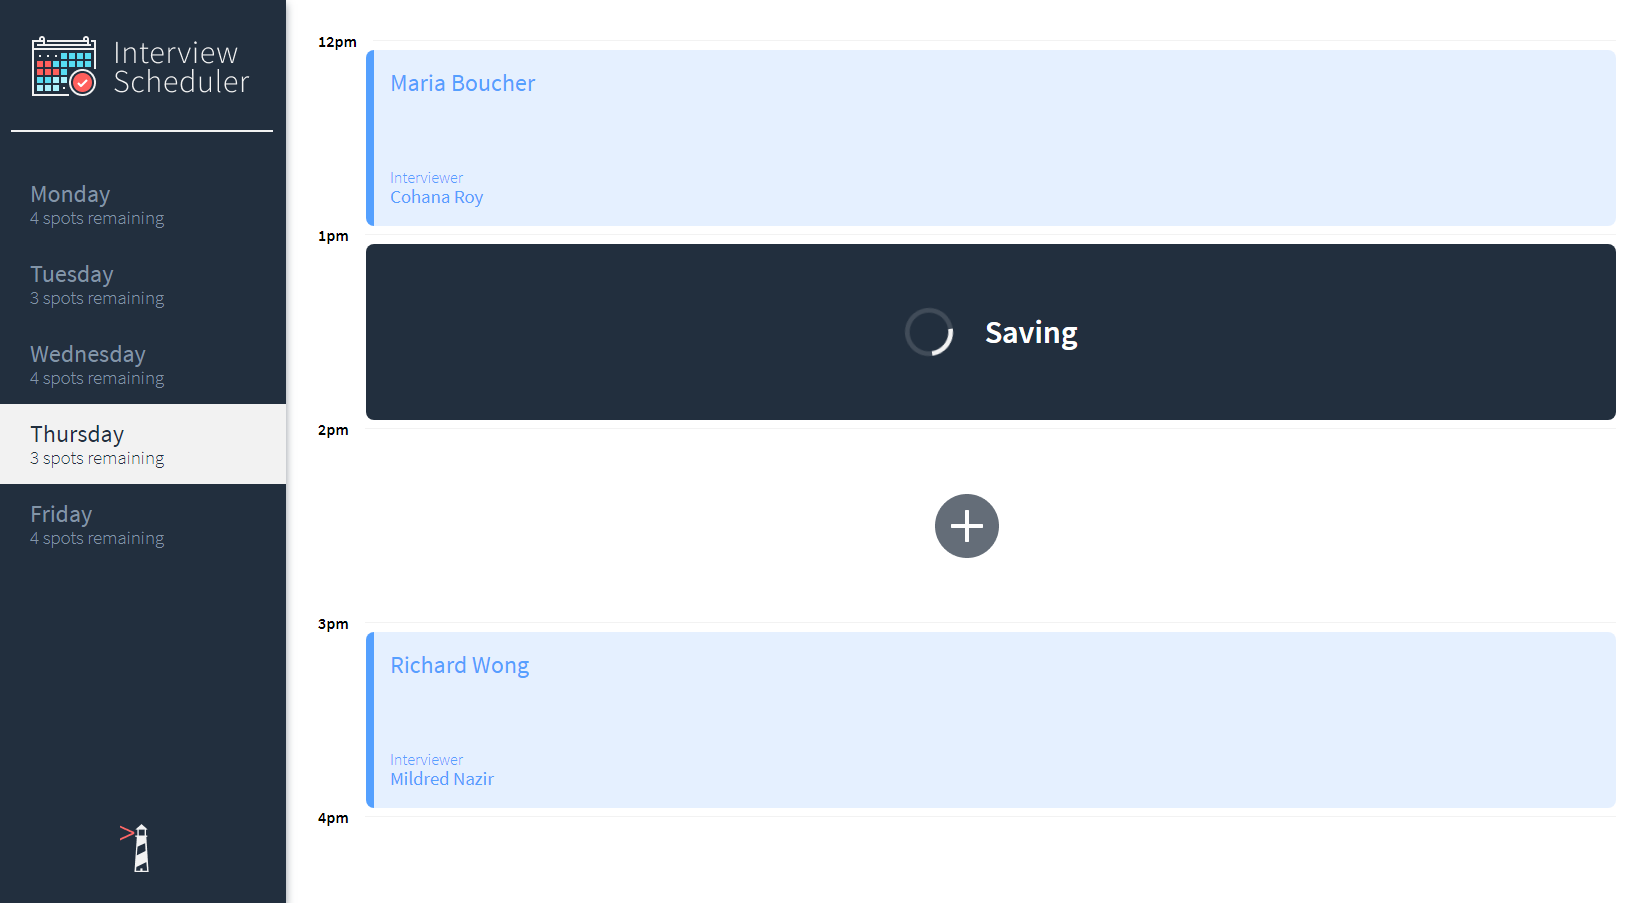 Interview
Scheduler
Monday
4 spots remaining
Tuesday
3 spots remaining
Wednesday
4 spots remaining
Thursday
3 spots remaining
Friday
4 spots remaining
12pm
Maria Boucher
Interviewer
Cohana Roy
1pm
Saving
2pm
3pm
Richard Wong
Interviewer
Mildred Nazir
4pm